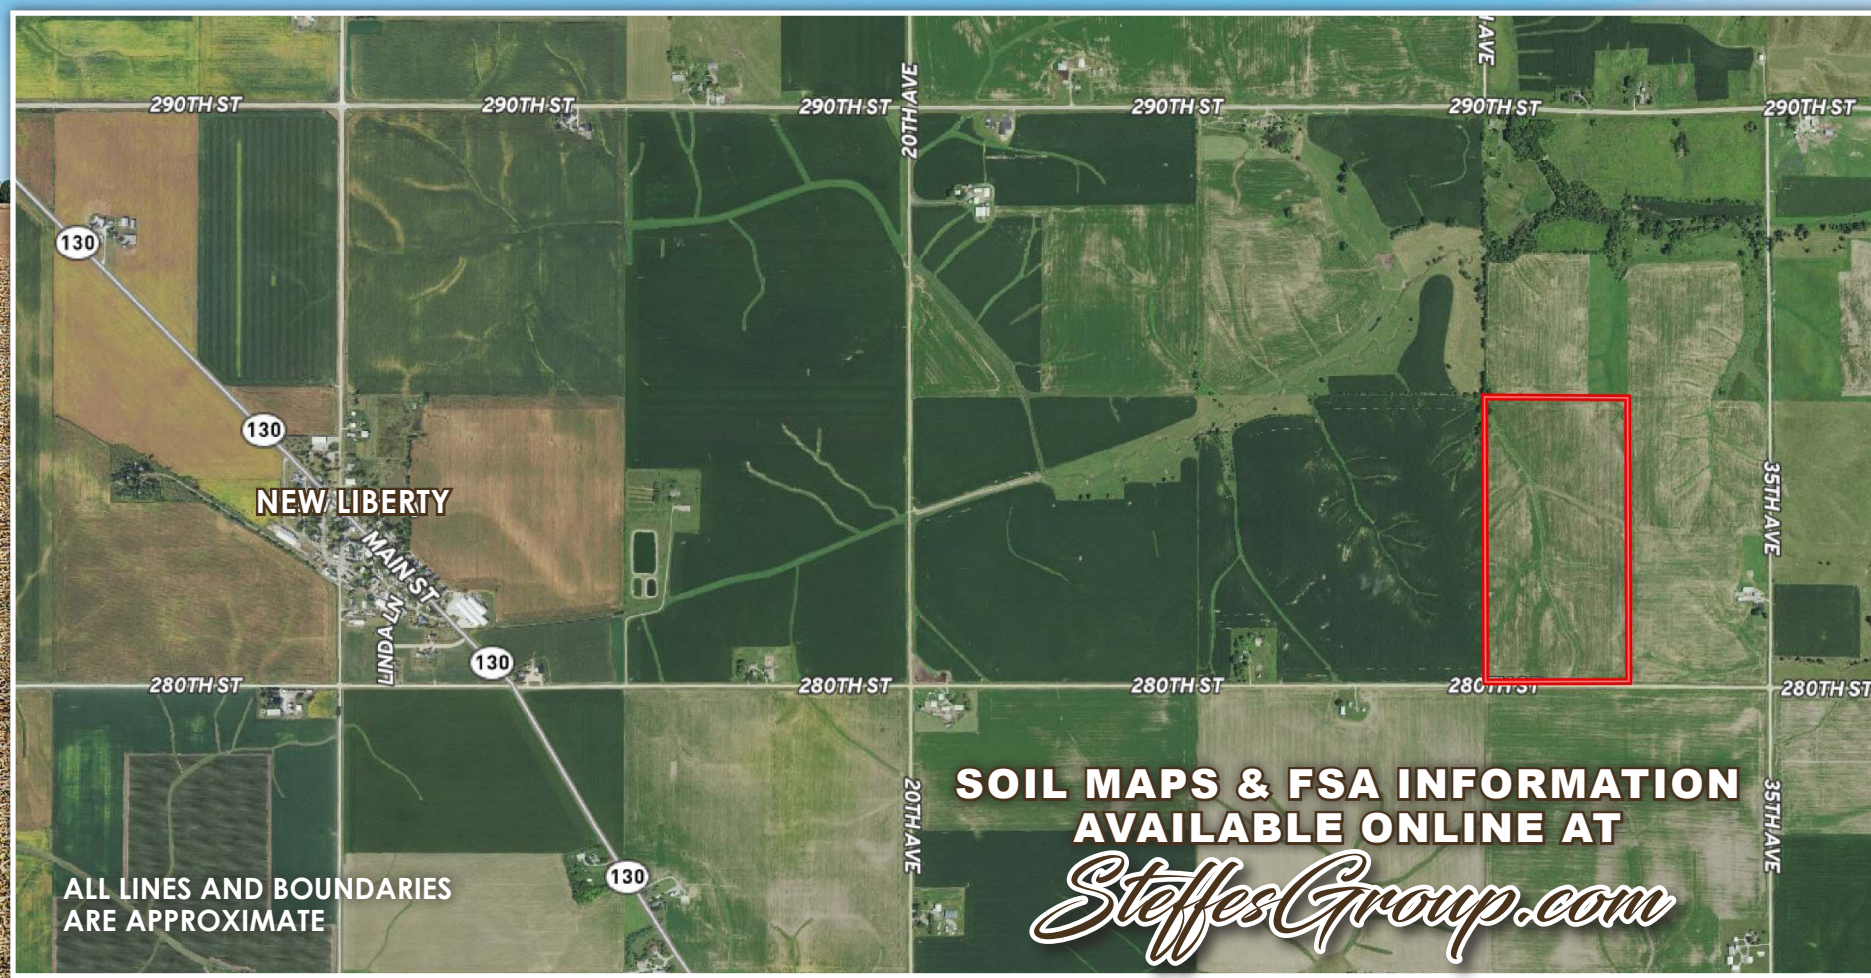 H AVE
290TH ST
290TH ST
290TH ST
290TH ST
290TH ST
290TH ST
20TH AVE
130
130
NEW LIBERTY
MAIN ST
LINDA LN
35TH AVE
130
280TH ST
280TH ST
280TH ST
280TH ST
280TH ST
20TH AVE
35TH AVE
130
SOIL MAPS & FSA INFORMATION
AVAILABLE ONLINE AT
SteffesGroup.com
ALL LINES AND BOUNDARIES
ARE APPROXIMATE